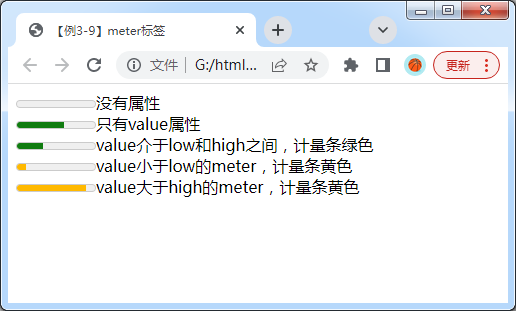 【例3-9】meter标签
文件 G:/html... 更新
没有属性
只有value属性
value介于low和high之间，计量条绿色
value小于low的meter，计量条黄色
value大于high的meter，计量条黄色